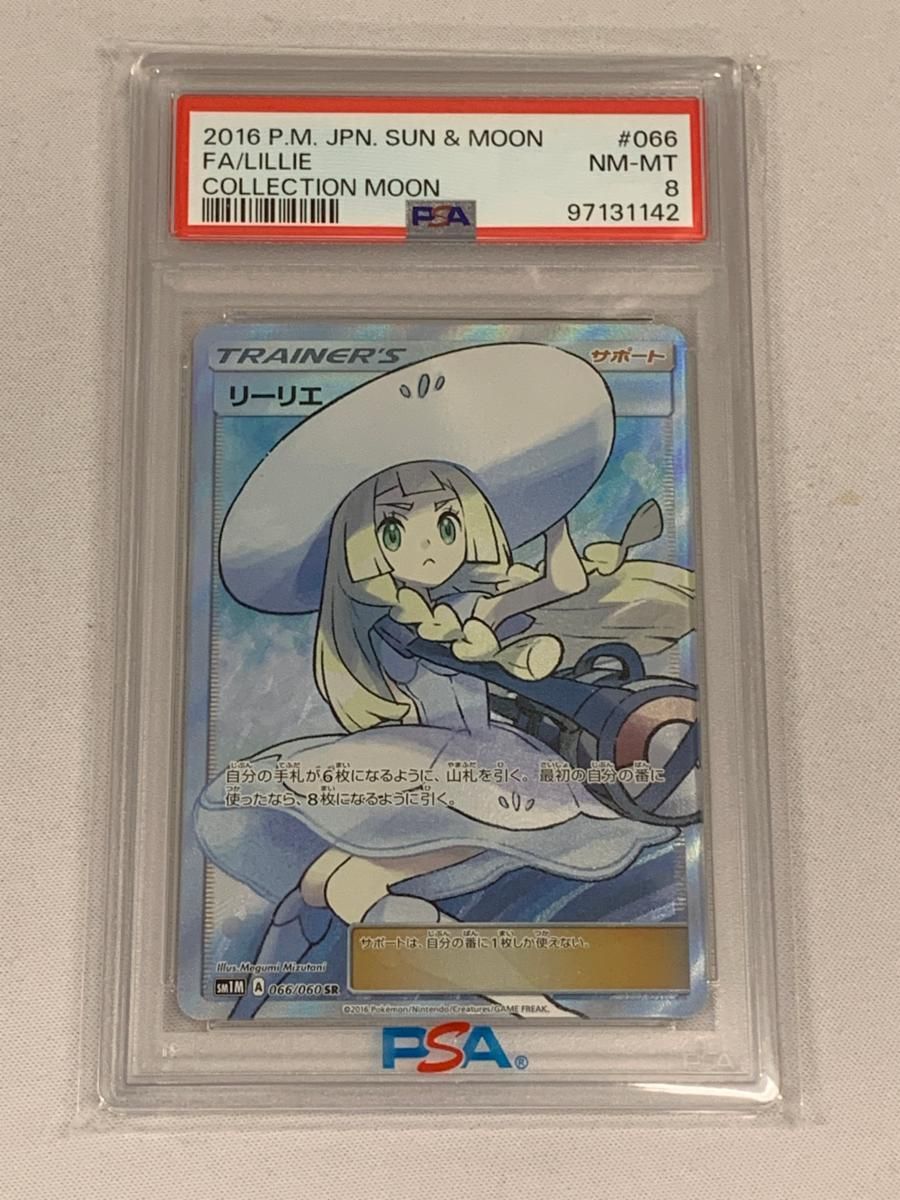 2016 P.M. JPN. SUN & MOON #066
FA/LILLIE NM-MT
COLLECTION MOON 8
PSA 97131142
TRAINER'S サポート
リーリエ
自分の手札が6枚になるように、山札を引く。最初の自分の番に
使ったなら、8枚になるように引く。
サポートは、自分の番に1枚しか使えない。
Illus. Megumi Mizutani
SM1M A 066/060 SR
©2016 Pokémon/Nintendo/Creatures/GAME FREAK.
PSA®